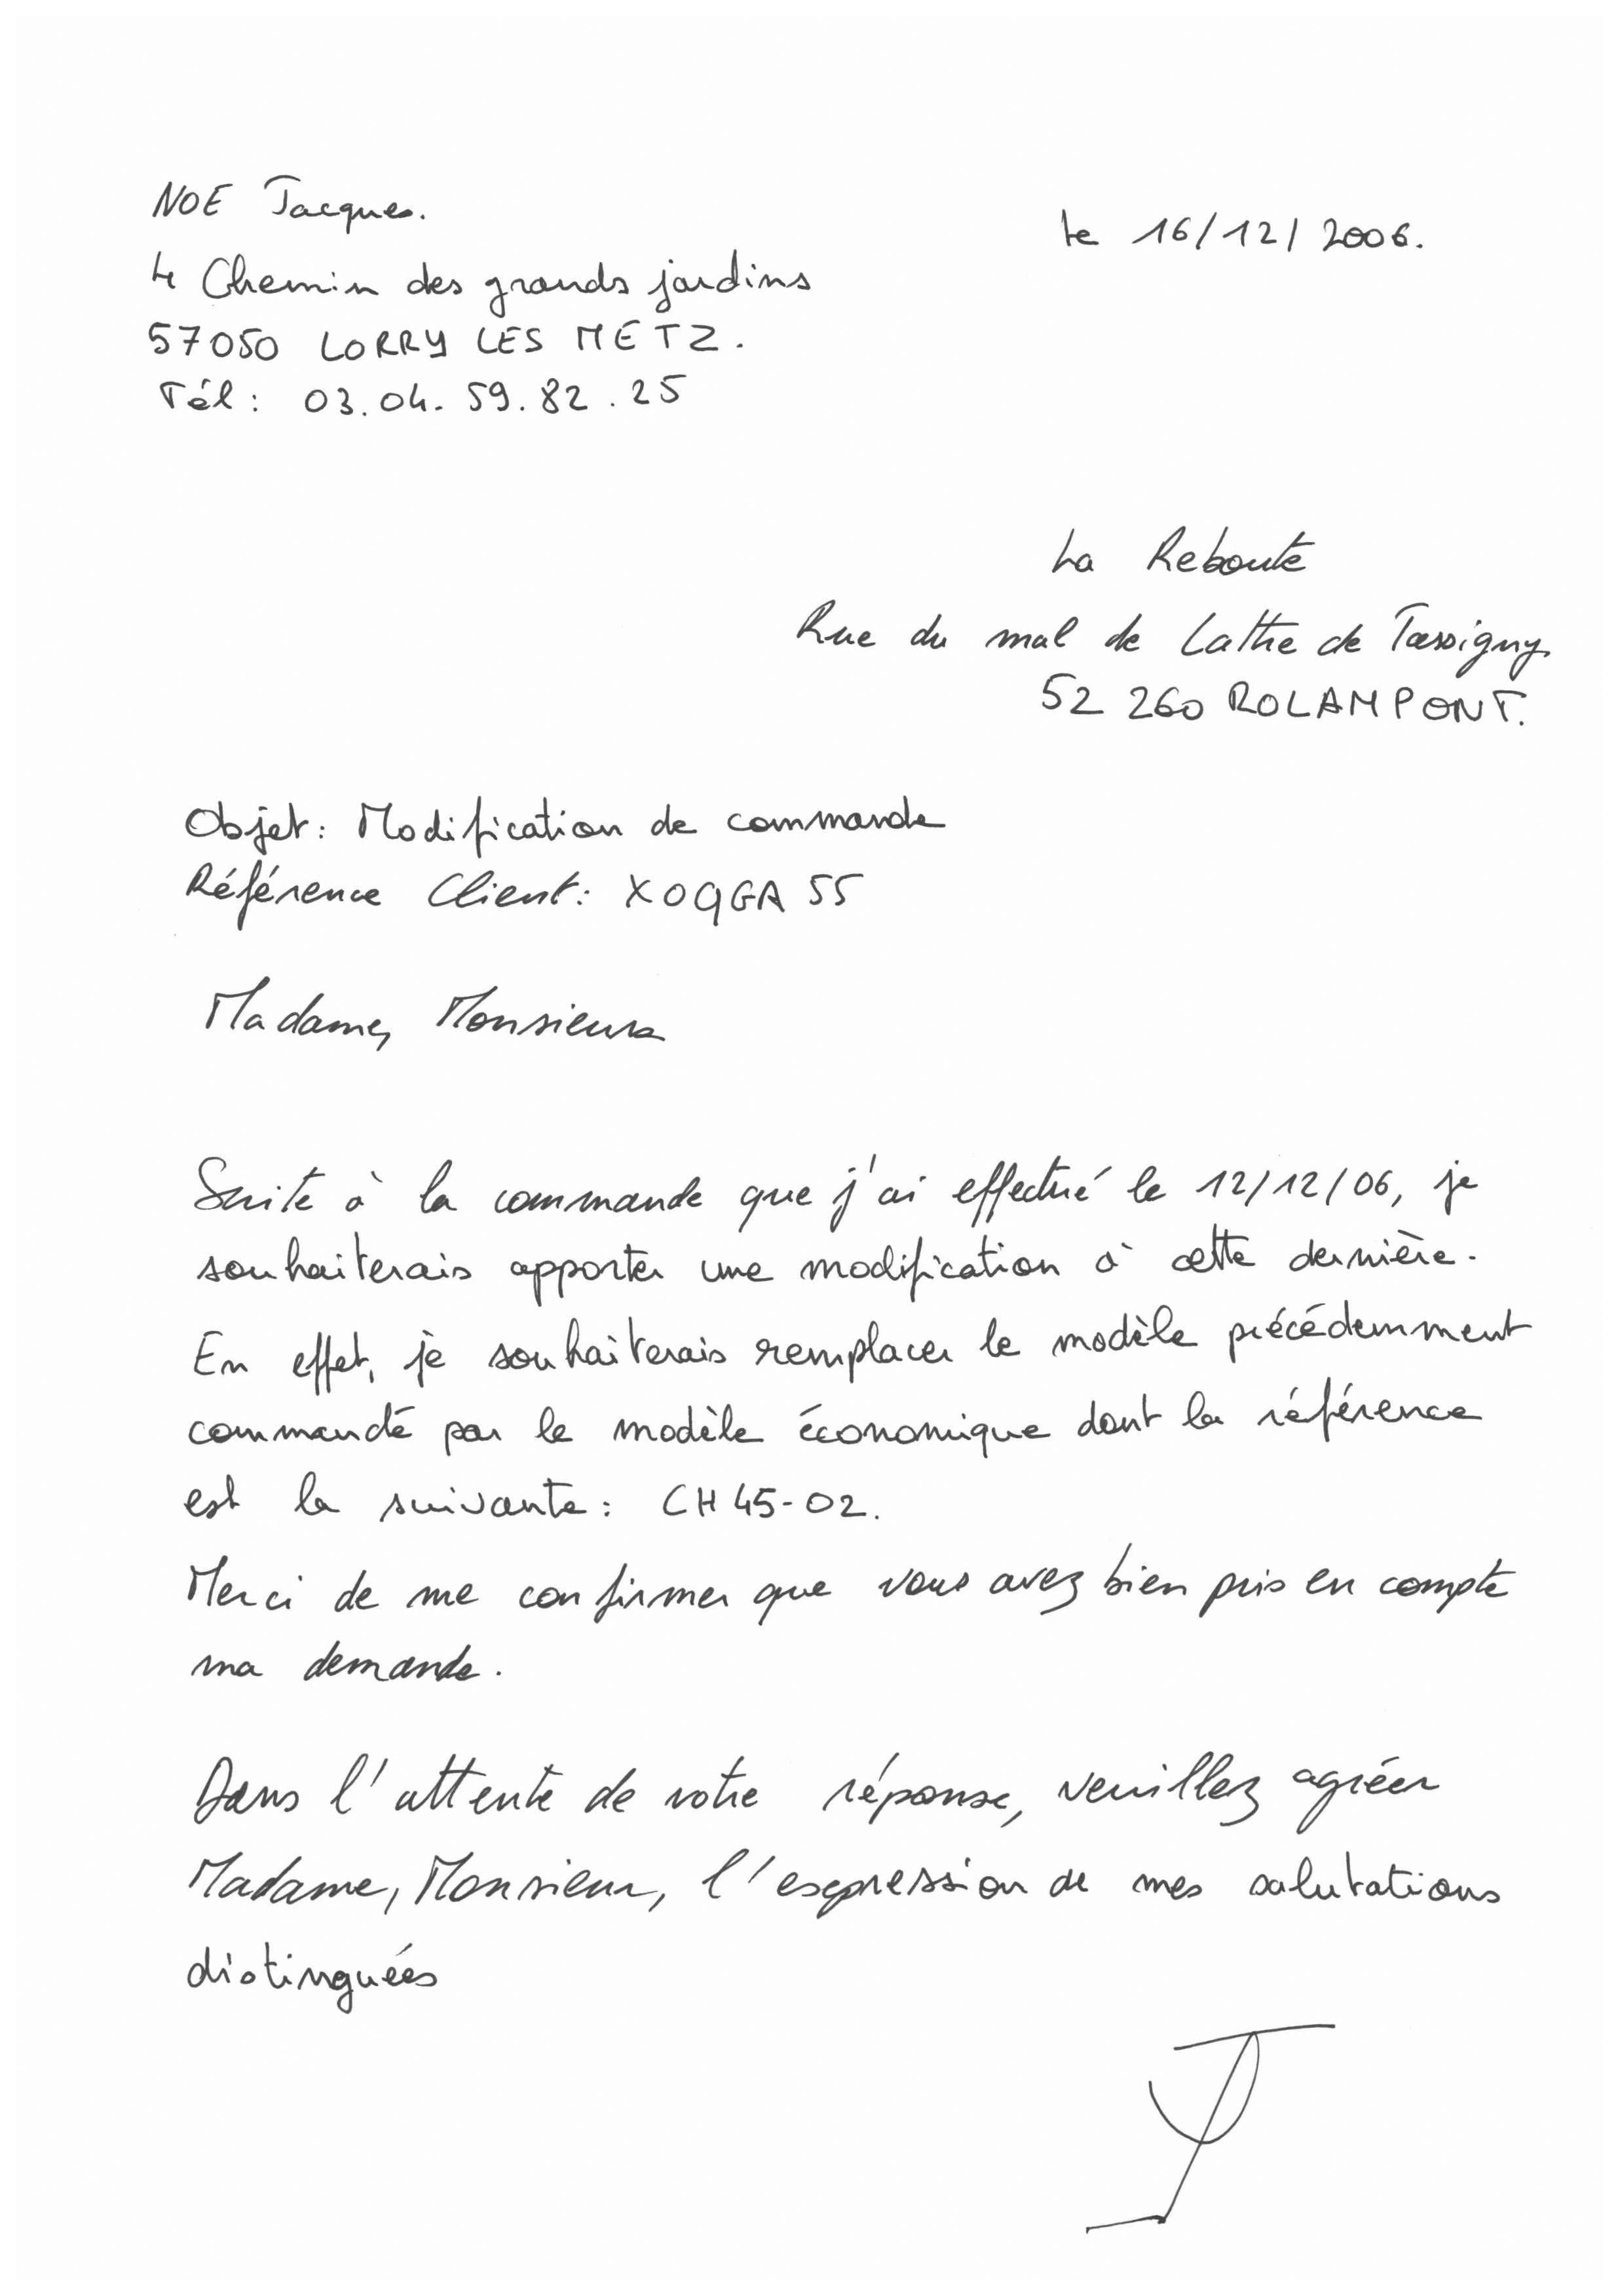 NOE Jacques.
le 16/12/2006.
4 Chemin des grands jardins
57050 LORRY LES METZ.
Tél: 03.04.59.82.25
La Reboute
Rue du mal de Lattre de Tassigny
52 260 ROLAMPONT.
Objet: Modification de commande
Référence Client: XOQGA 55
Madame, Monsieur
Suite à la commande que j'ai effectué le 12/12/06, je
souhaiterais apporter une modification à cette dernière.
En effet, je souhaiterais remplacer le modèle précédemment
commandé par le modèle économique dont la référence
est la suivante: CH45-02.
Merci de me confirmer que vous avez bien pris en compte
ma demande.
Dans l'attente de votre réponse, veuillez agréer
Madame, Monsieur, l'expression de mes salutations
distinguées